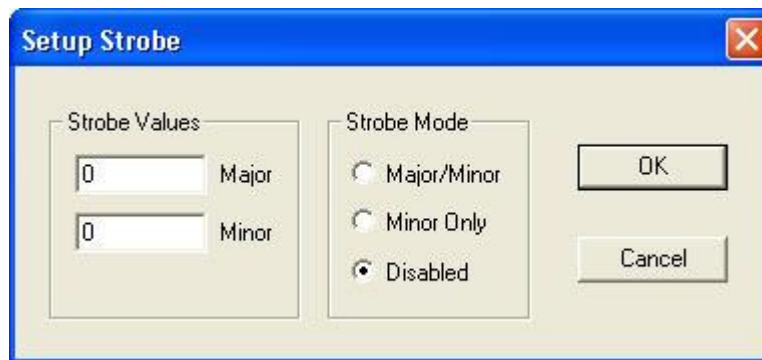 Setup Strobe
Strobe Values
0 Major
0 Minor
Strobe Mode
Major/Minor
Minor Only
Disabled
OK
Cancel